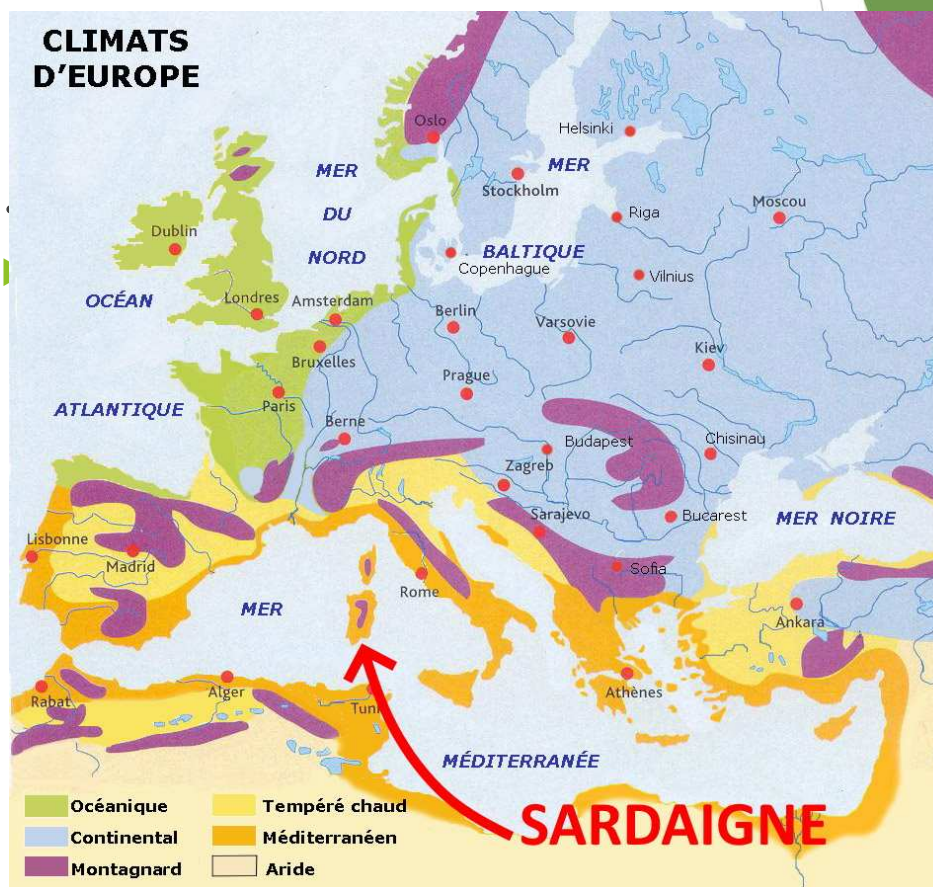 CLIMATS
D'EUROPE
Oslo
Helsinki
MER
MER
Stockholm
DU
Riga
Moscou
Dublin
NORD
BALTIQUE
Copenhague
Vilnius
OCÉAN
Londres
Amsterdam
Berlin
Varsovie
Bruxelles
Kiev
Prague
ATLANTIQUE
Paris
Berne
Budapest
Chisinau
Zagreb
Sarajevo
Bucarest
MER NOIRE
Lisbonne
Madrid
Sofia
Rome
MER
Ankara
Rabat
Alger
Athènes
Tuni
MÉDITERRANÉE
Océanique
Tempéré chaud
SARDAIGNE
Continental
Méditerranéen
Montagnard
Aride